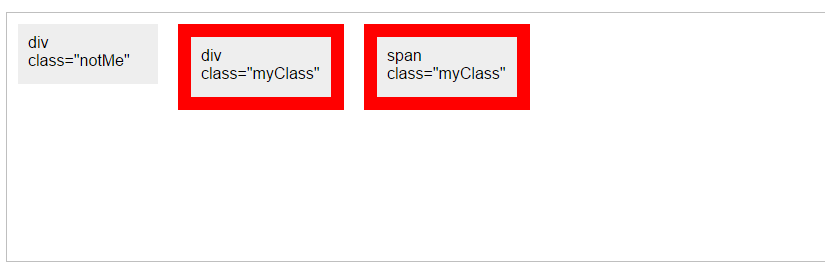 div
class="notMe"
div
class="myClass"
span
class="myClass"